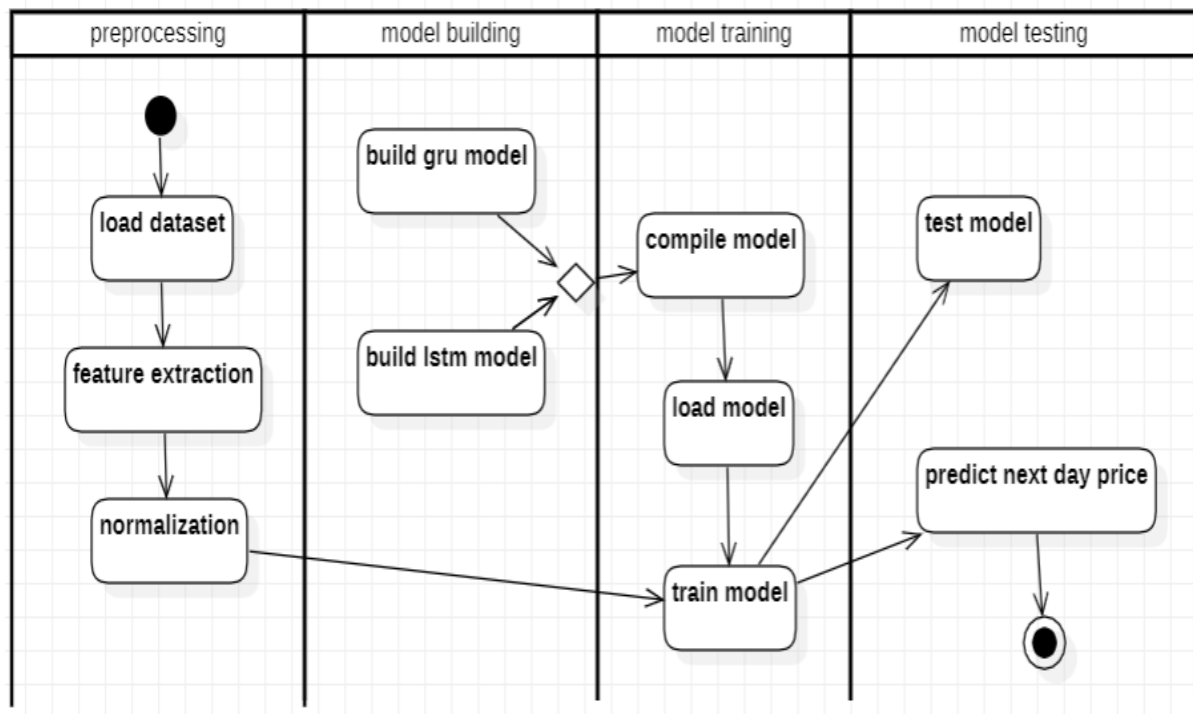 preprocessing
model building
model training
model testing
load dataset
feature extraction
normalization
build gru model
build lstm model
compile model
load model
train model
test model
predict next day price